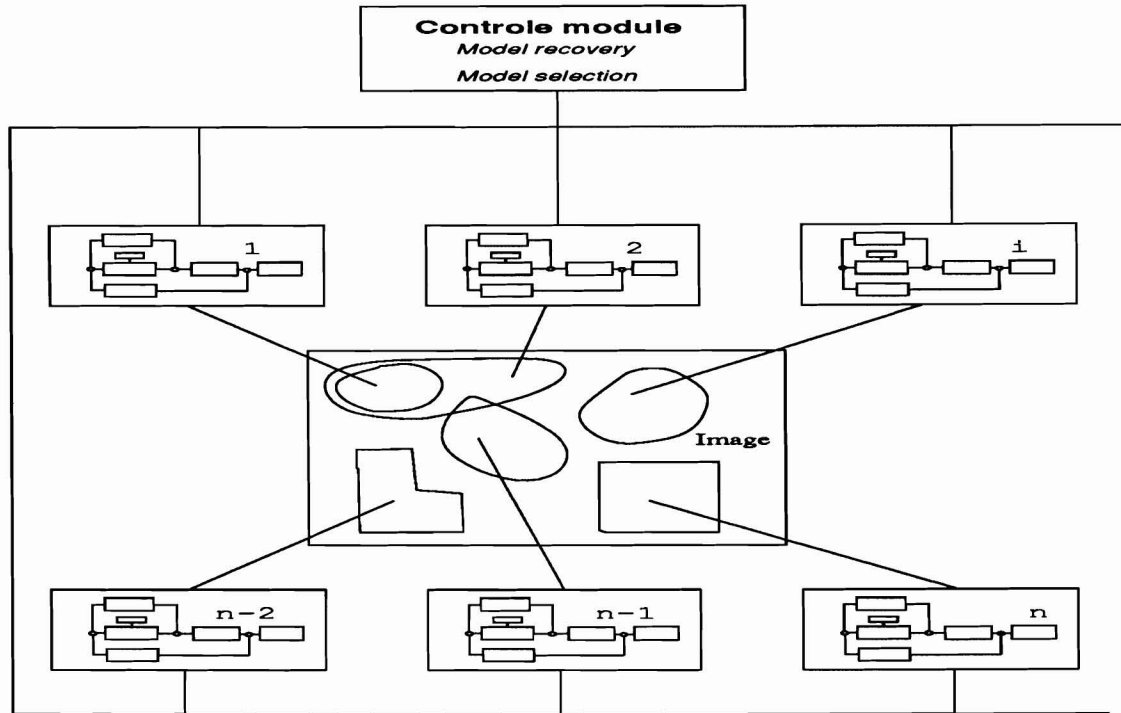 Controle module
Model recovery
Model selection
1
2
i
Image
n-2
n-1
n